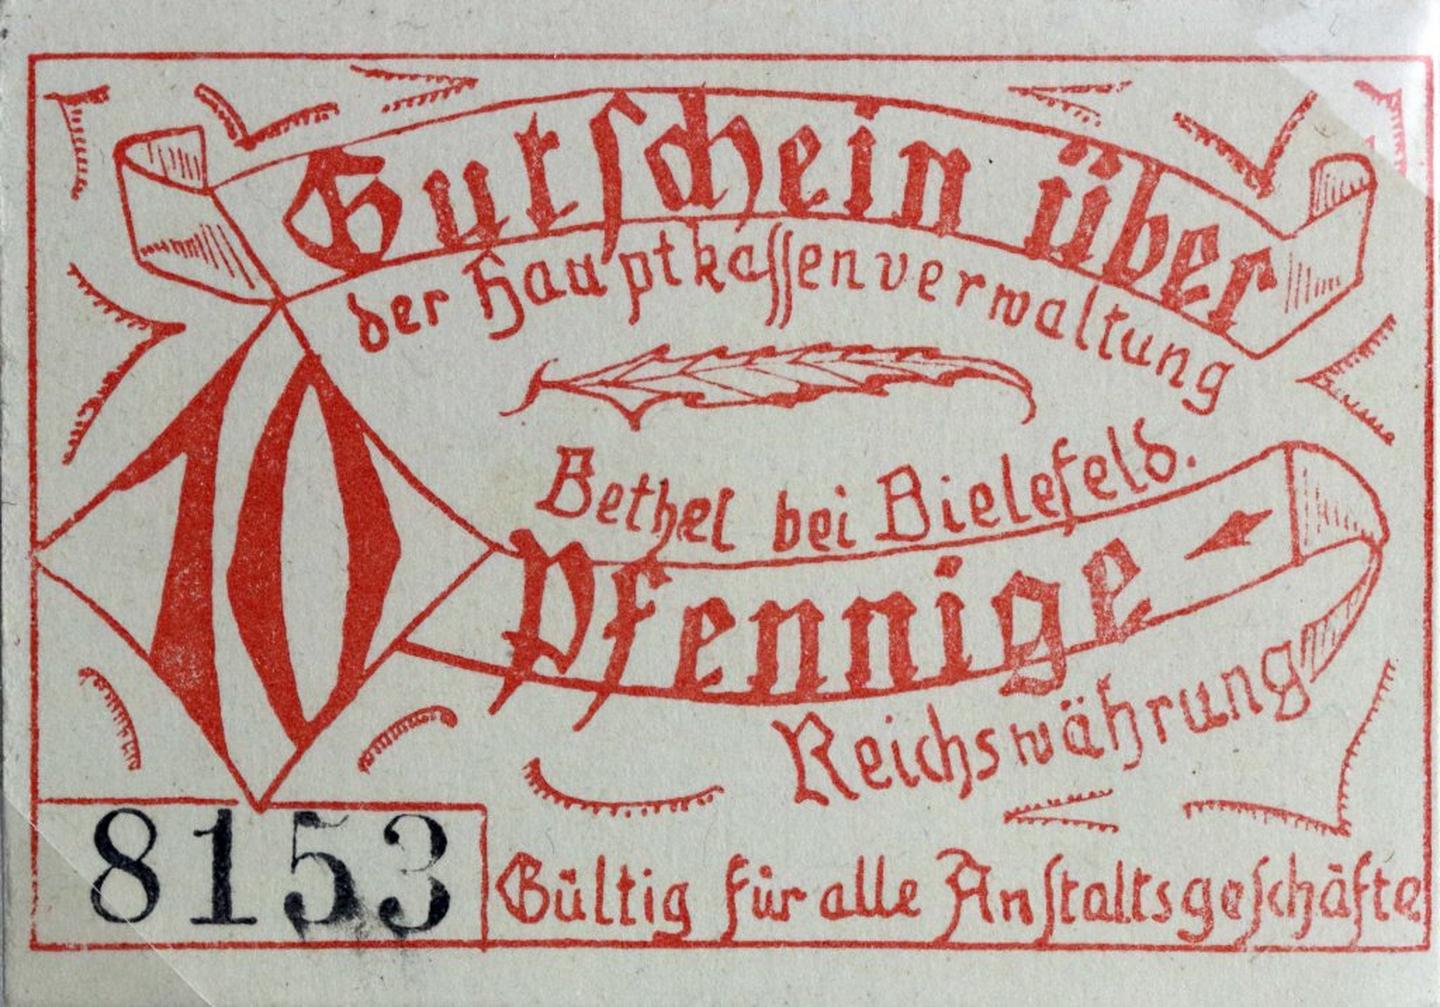 Gutschein über
der Hauptkassenverwaltung
Bethel bei Bielefeld.
10 Pfennige
Reichswährung
8153
Gültig für alle Anstaltsgeschäfte